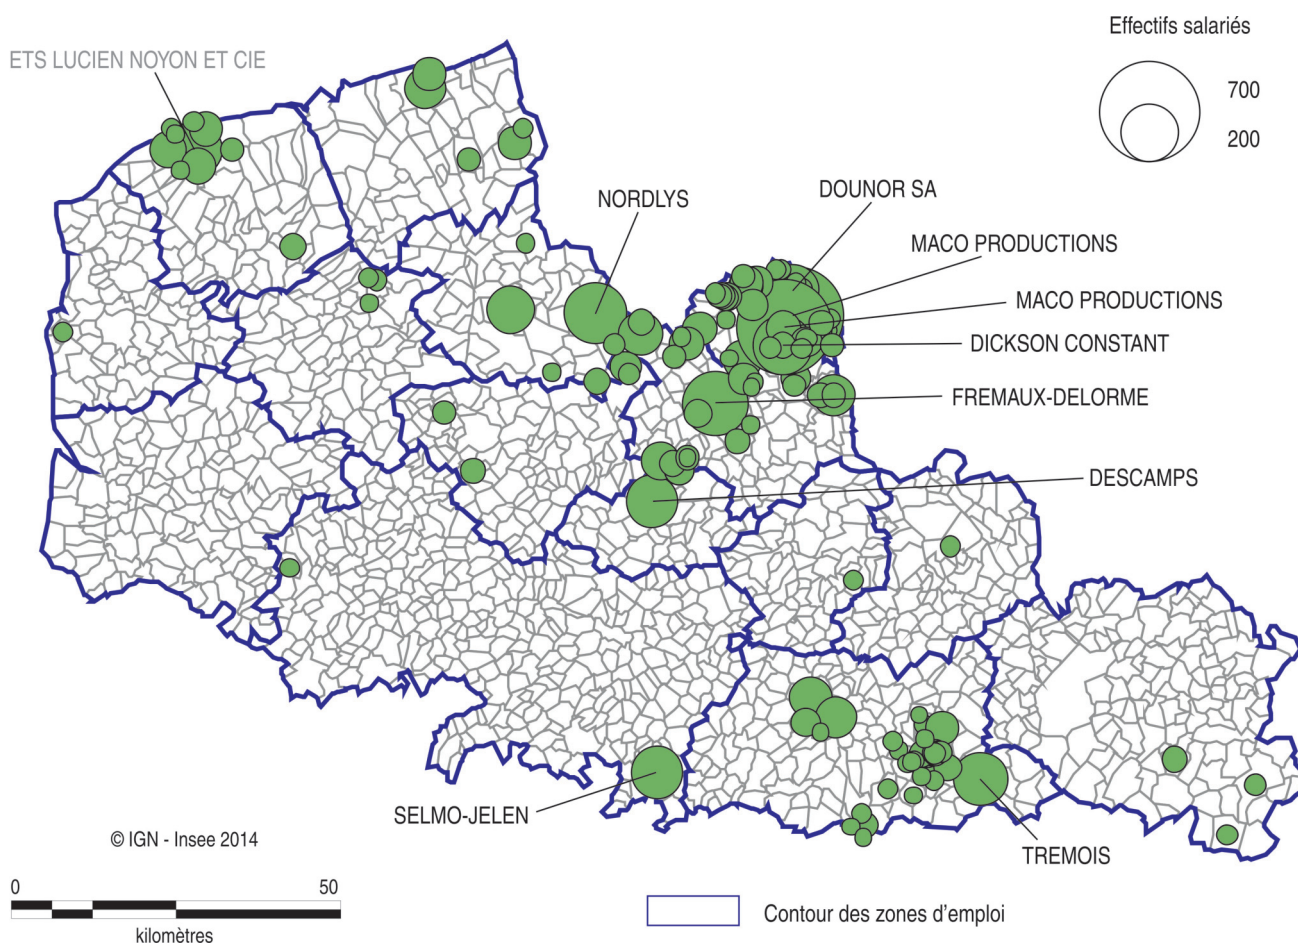 Effectifs salariés
700
200
ETS LUCIEN NOYON ET CIE
NORDLYS
DOUNOR SA
MACO PRODUCTIONS
MACO PRODUCTIONS
DICKSON CONSTANT
FREMAUX-DELORME
DESCAMPS
SELMO-JELEN
TREMOIS
© IGN - Insee 2014
0 50
kilomètres
Contour des zones d'emploi